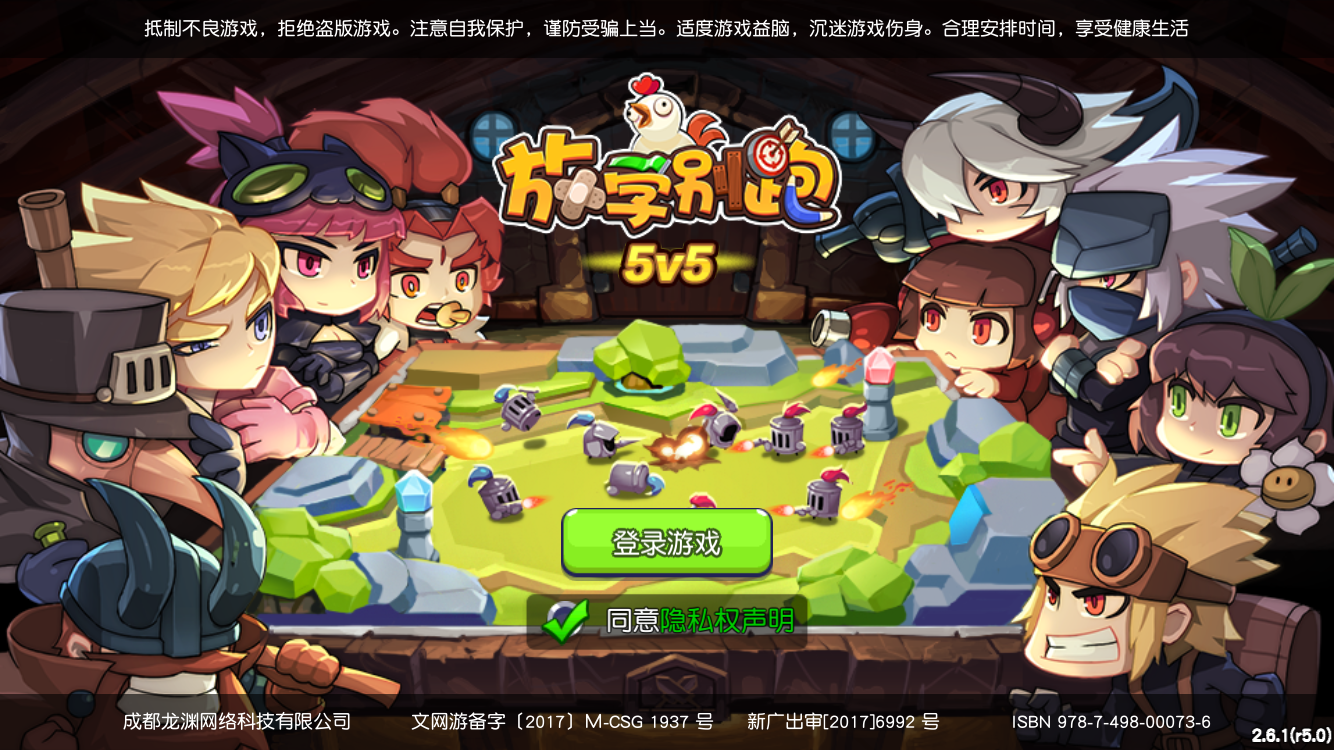 抵制不良游戏，拒绝盗版游戏。注意自我保护，谨防受骗上当。适度游戏益脑，沉迷游戏伤身。合理安排时间，享受健康生活
放学别跑
5v5
登录游戏
同意隐私权声明
成都龙渊网络科技有限公司 文网游备字〔2017〕M-CSG 1937 号 新广出审[2017]6992 号 ISBN 978-7-498-00073-6
2.6.1(r5.0)